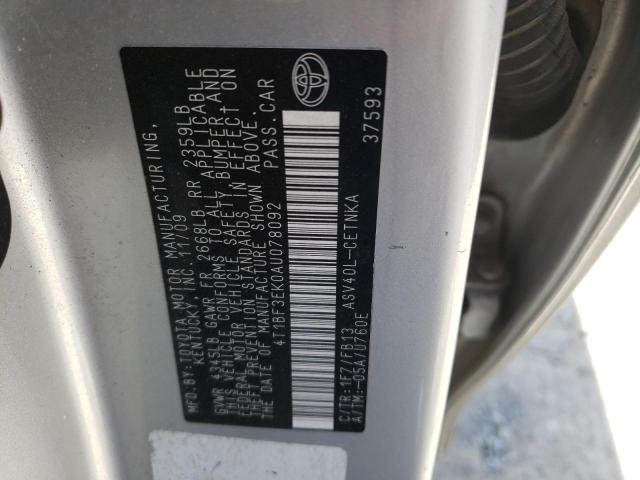 MFD.BY:TOYOTA MOTOR MANUFACTURING,
KENTUCKY, INC. 11/09
GVWR 4345LB GAWR FR 2668LB RR 2359LB
THIS VEHICLE CONFORMS TO ALL APPLICABLE
FEDERAL MOTOR VEHICLE SAFETY,BUMPER,AND
THEFT PREVENTION STANDARDS IN EFFECT ON
THE DATE OF MANUFACTURE SHOWN ABOVE.
4T1BF3EK0AU078092 PASS.CAR
C/TR:1F7/FB13 ASV40L-CETNKA
A/TM:-05A/U760E 37593